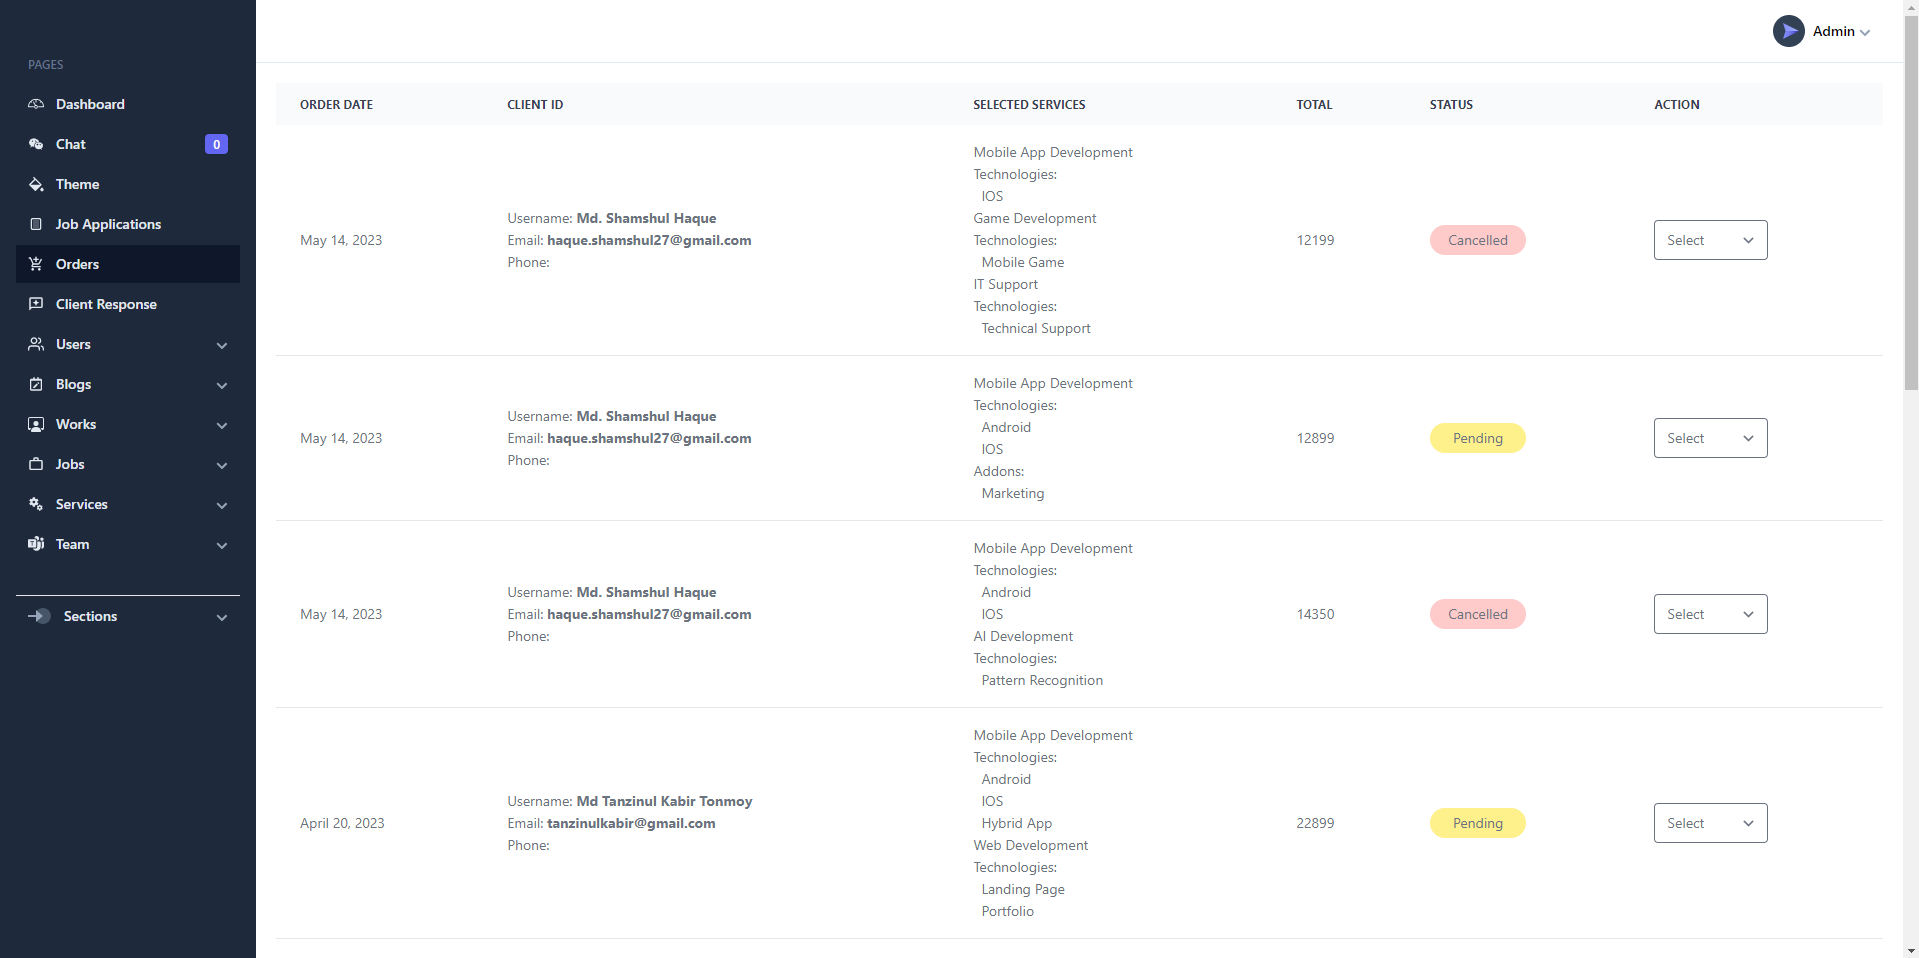 Admin
PAGES
Dashboard
Chat 0
Theme
Job Applications
Orders
Client Response
Users
Blogs
Works
Jobs
Services
Team
Sections
ORDER DATE CLIENT ID SELECTED SERVICES TOTAL STATUS ACTION
Mobile App Development
Technologies:
IOS
Username: Md. Shamshul Haque Game Development
May 14, 2023 Email: haque.shamshul27@gmail.com Technologies: 12199 Cancelled Select
Phone: Mobile Game
IT Support
Technologies:
Technical Support
Mobile App Development
Username: Md. Shamshul Haque Technologies:
Android
May 14, 2023 Email: haque.shamshul27@gmail.com IOS 12899 Pending Select
Phone: Addons:
Marketing
Mobile App Development
Technologies:
Username: Md. Shamshul Haque Android
May 14, 2023 Email: haque.shamshul27@gmail.com IOS 14350 Cancelled Select
Phone: AI Development
Technologies:
Pattern Recognition
Mobile App Development
Technologies:
Android
Username: Md Tanzinul Kabir Tonmoy IOS
April 20, 2023 Email: tanzinulkabir@gmail.com Hybrid App 22899 Pending Select
Phone: Web Development
Technologies:
Landing Page
Portfolio